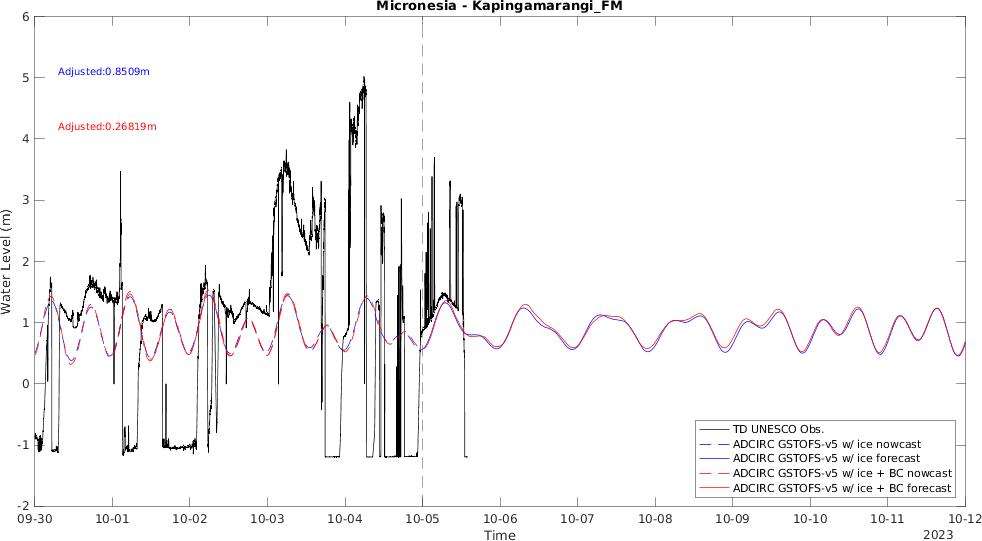 Micronesia - Kapingamarangi_FM
Adjusted:0.8509m
Adjusted:0.26819m
Water Level (m)
6
5
4
3
2
1
0
-1
-2
TD UNESCO Obs.
ADCIRC GSTOFS-v5 w/ ice nowcast
ADCIRC GSTOFS-v5 w/ ice forecast
ADCIRC GSTOFS-v5 w/ ice + BC nowcast
ADCIRC GSTOFS-v5 w/ ice + BC forecast
09-30 10-01 10-02 10-03 10-04 10-05 10-06 10-07 10-08 10-09 10-10 10-11 10-12
Time
2023